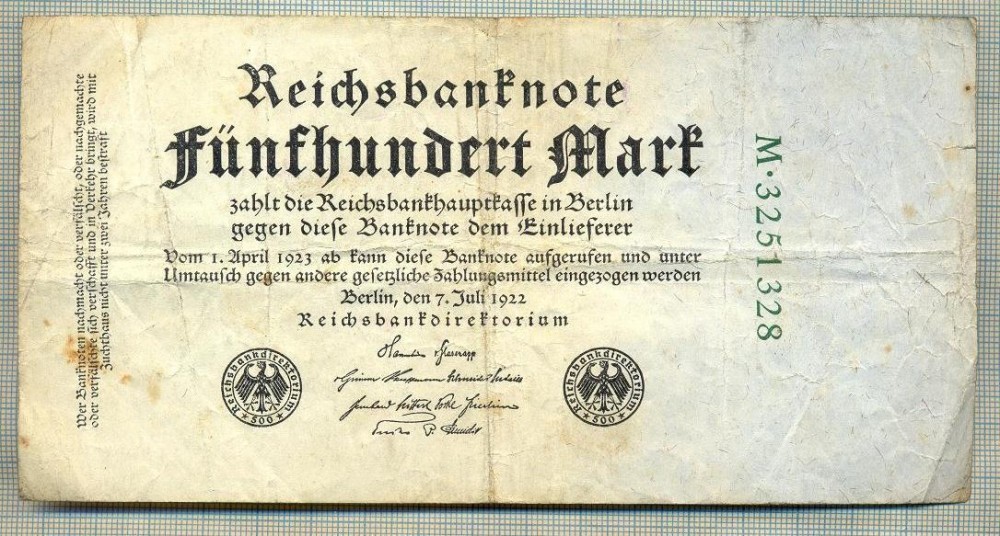 Reichsbanknote
Fünfhundert Mark
zahlt die Reichsbankhauptkasse in Berlin
gegen diese Banknote dem Einlieferer
Vom 1. April 1923 ab kann diese Banknote aufgerufen und unter
Umtausch gegen andere gesetzliche Zahlungsmittel eingezogen werden
Berlin, den 7. Juli 1922
Reichsbankdirektorium
Reichsbankdirektorium
500
Reichsbankdirektorium
500
Wer Banknoten nachmacht oder verfälscht, oder nachgemachte
oder verfälschte sich verschafft und in Verkehr bringt, wird mit
Zuchthaus nicht unter zwei Jahren bestraft
M·3251328